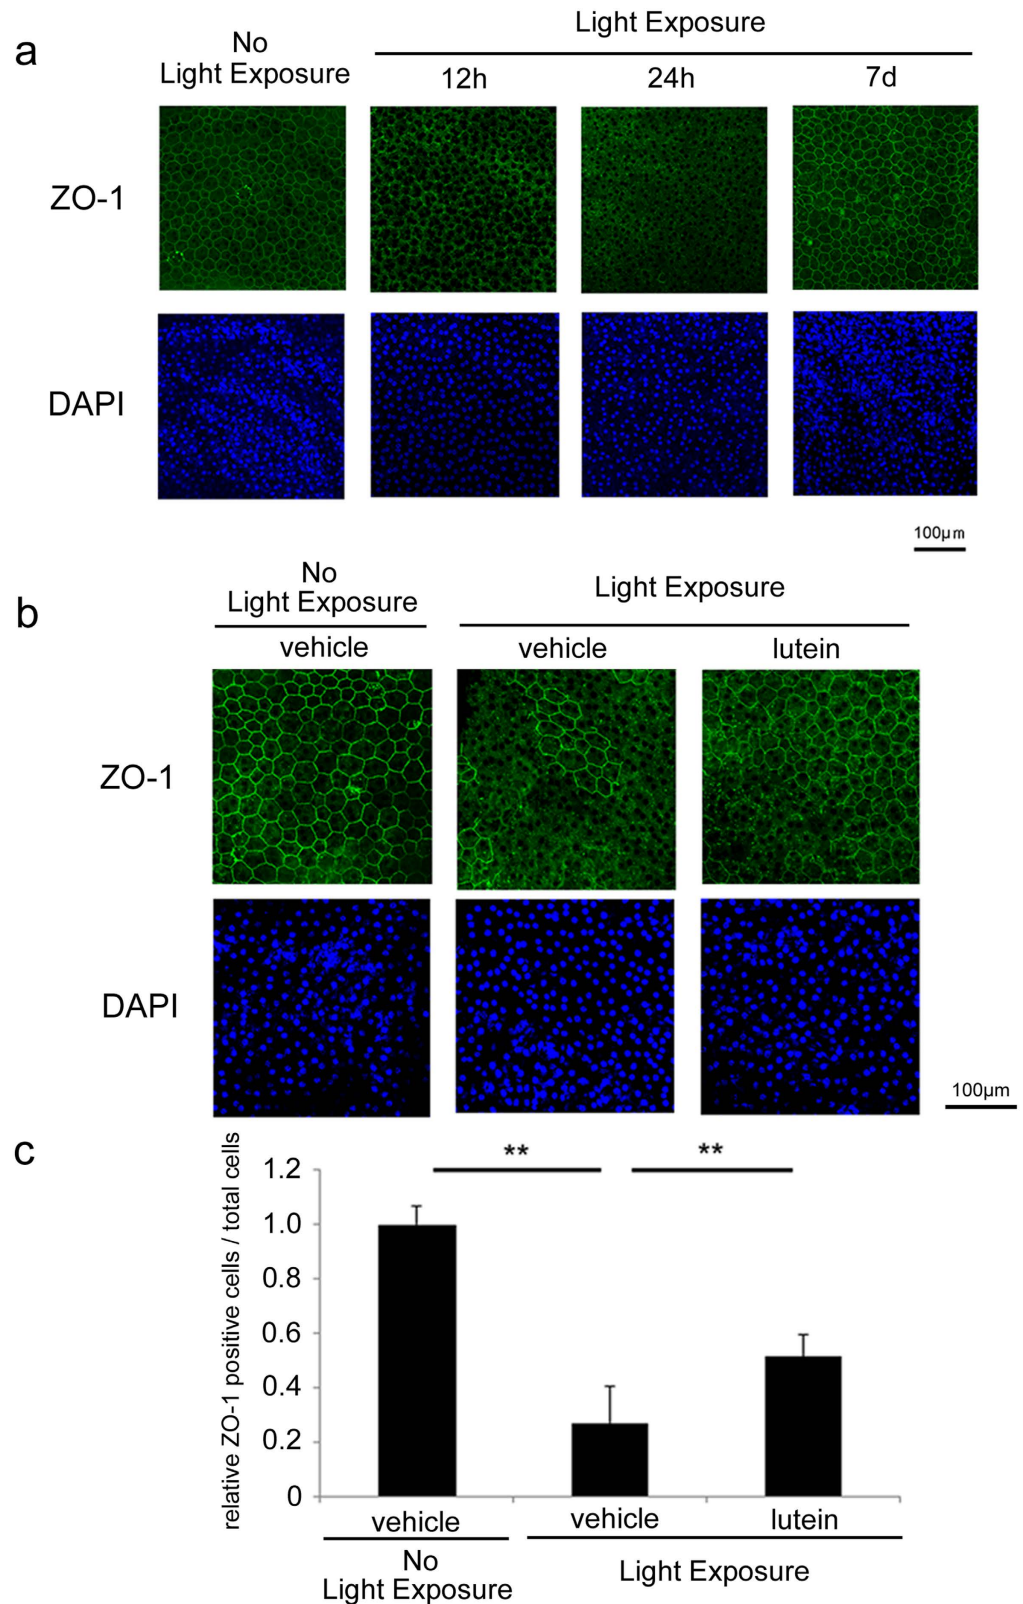 a
No
Light Exposure
Light Exposure
12h
24h
7d
ZO-1
DAPI
100µm
b
No
Light Exposure
Light Exposure
vehicle
vehicle
lutein
ZO-1
DAPI
100µm
c
relative ZO-1 positive cells / total cells
**
**
1.2
1.0
0.8
0.6
0.4
0.2
0
vehicle
vehicle
lutein
No
Light Exposure
Light Exposure